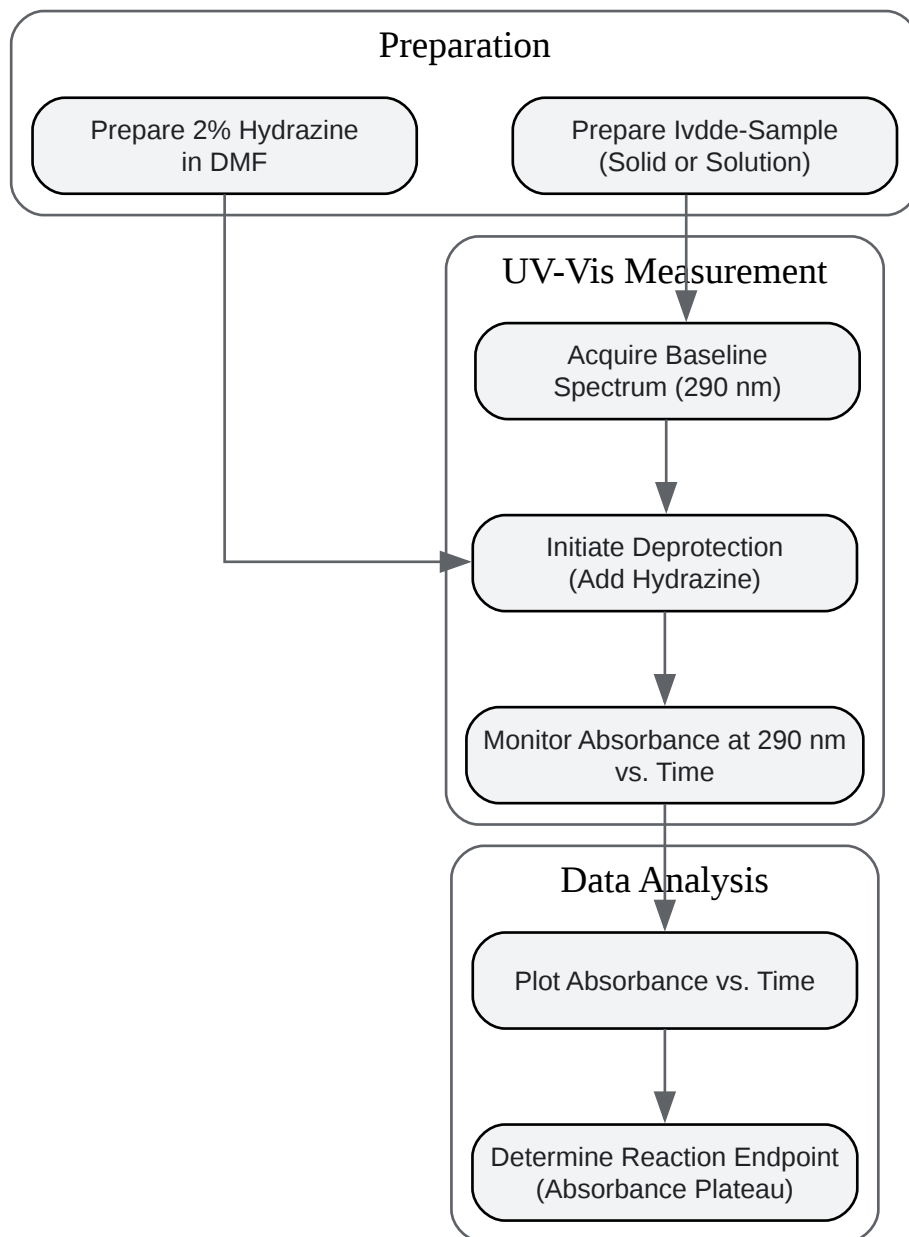 Preparation
Prepare 2% Hydrazine
in DMF
Prepare Ivdde-Sample
(Solid or Solution)
UV-Vis Measurement
Acquire Baseline
Spectrum (290 nm)
Initiate Deprotection
(Add Hydrazine)
Monitor Absorbance at 290 nm
vs. Time
Data Analysis
Plot Absorbance vs. Time
Determine Reaction Endpoint
(Absorbance Plateau)